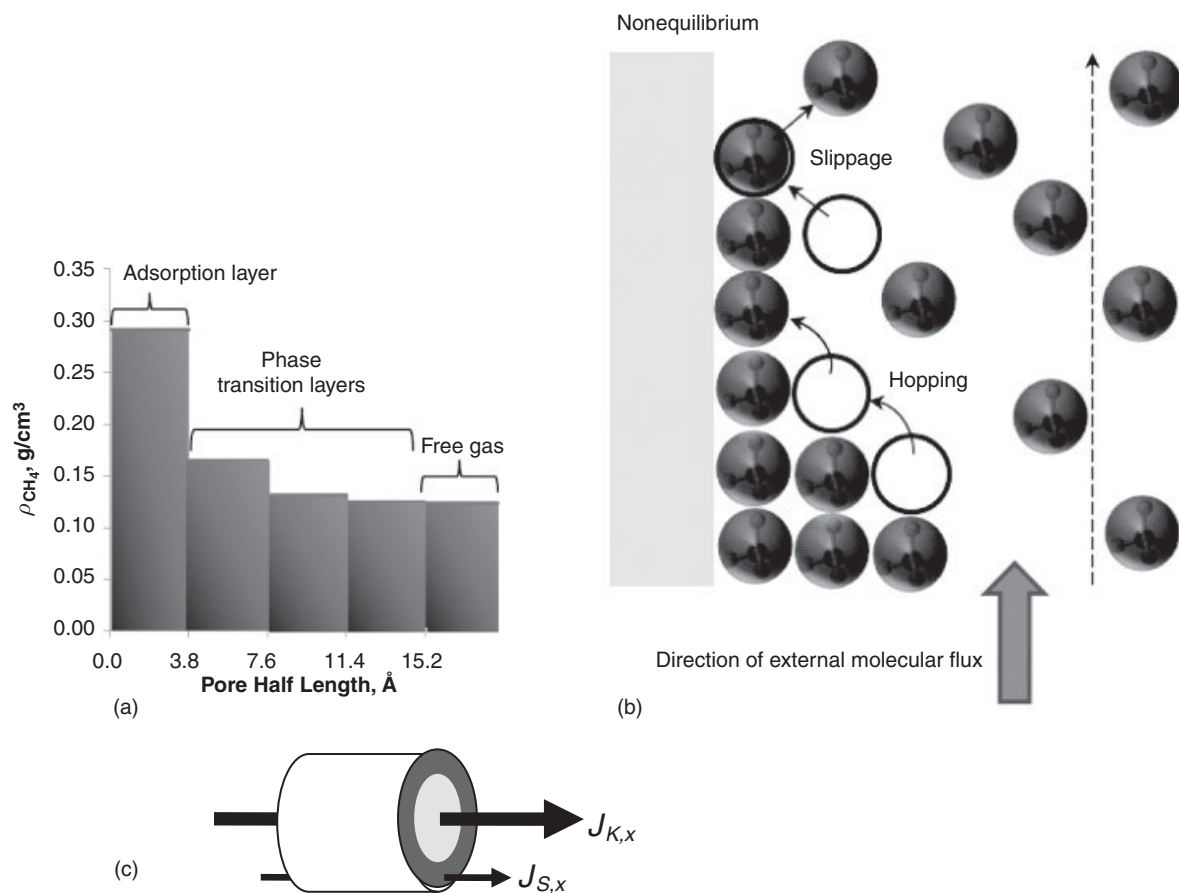 Nonequilibrium
Slippage
Hopping
Direction of external molecular flux
(b)
0.35
0.30
0.25
0.20
0.15
0.10
0.05
0.00
ρCH4, g/cm³
Adsorption layer
Phase
transition layers
Free gas
0.0 3.8 7.6 11.4 15.2
Pore Half Length, Å
(a)
JK,x
JS,x
(c)